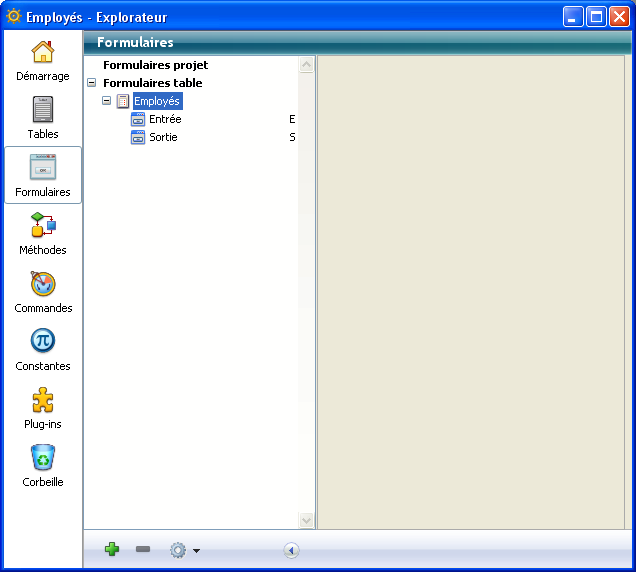 Employés - Explorateur
Formulaires
Démarrage
Tables
Formulaires
Méthodes
Commandes
Constantes
Plug-ins
Corbeille
Formulaires projet
Formulaires table
Employés
Entrée E
Sortie S